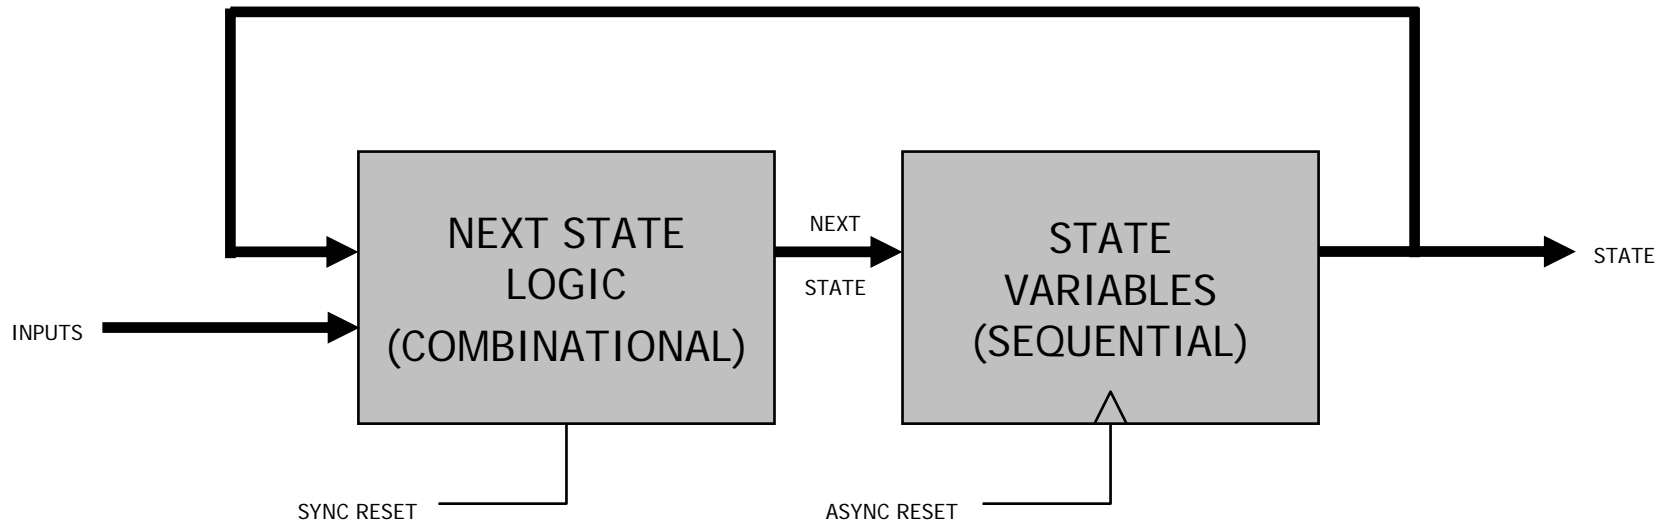 NEXT STATE
LOGIC
(COMBINATIONAL)
NEXT
STATE
STATE
VARIABLES
(SEQUENTIAL)
STATE
INPUTS
SYNC RESET
ASYNC RESET